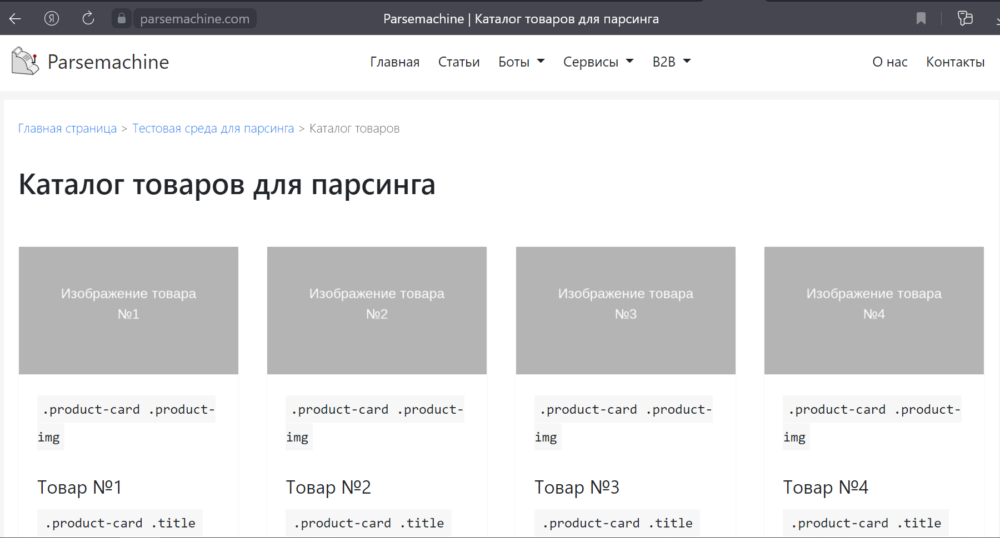 Я parsemachine.com Parsemachine | Каталог товаров для парсинга
Parsemachine Главная Статьи Боты Сервисы B2B О нас Контакты
Главная страница > Тестовая среда для парсинга > Каталог товаров
Каталог товаров для парсинга
Изображение товара
№1
Изображение товара
№2
Изображение товара
№3
Изображение товара
№4
.product-card .product-
img
.product-card .product-
img
.product-card .product-
img
.product-card .product-
img
Товар №1
Товар №2
Товар №3
Товар №4
.product-card .title
.product-card .title
.product-card .title
.product-card .title